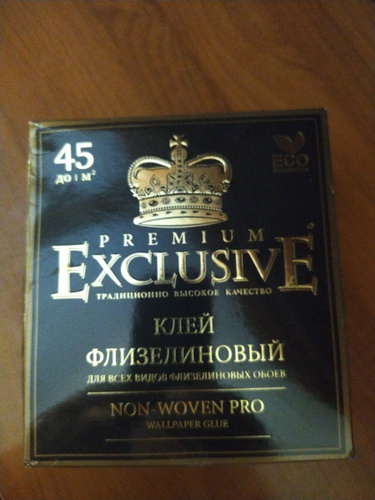 45
ДО М²
ECO
PREMIUM
EXCLUSIVE
ТРАДИЦИОННО ВЫСОКОЕ КАЧЕСТВО
КЛЕЙ
ФЛИЗЕЛИНОВЫЙ
ДЛЯ ВСЕХ ВИДОВ ФЛИЗЕЛИНОВЫХ ОБОЕВ
NON-WOVEN PRO
WALLPAPER GLUE